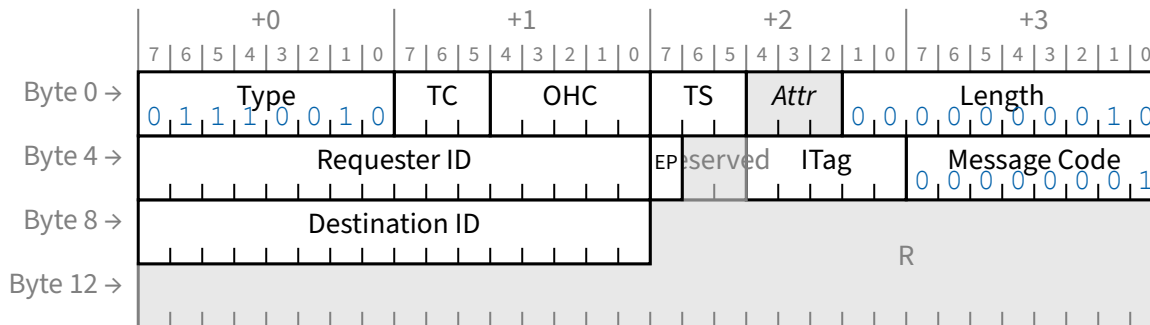 +0 +1 +2 +3
7 6 5 4 3 2 1 0 7 6 5 4 3 2 1 0 7 6 5 4 3 2 1 0 7 6 5 4 3 2 1 0
Byte 0 → Type TC OHC TS Attr Length
0 1 1 1 0 0 1 0 0 0 0 0 0 0 0 0 1 0
Byte 4 → Requester ID EP eserved ITag Message Code
0 0 0 0 0 0 0 1
Byte 8 → Destination ID
R
Byte 12 →